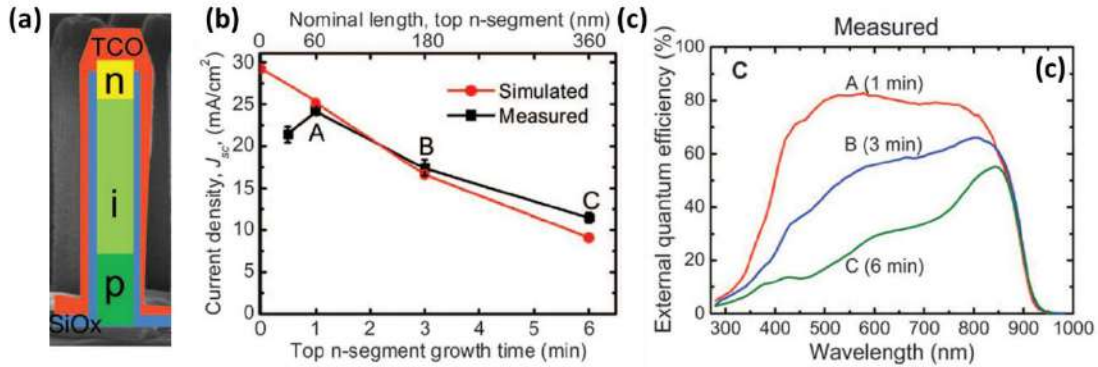 (a)
TCO
n
i
p
SiOx
(b)
Nominal length, top n-segment (nm)
0 60 180 360
Current density, Jsc, (mA/cm²)
30
25
20
15
10
5
0
Simulated
Measured
A
B
C
0 1 2 3 4 5 6
Top n-segment growth time (min)
(c)
Measured
External quantum efficiency (%)
100
80
60
40
20
0
C
(c)
A (1 min)
B (3 min)
C (6 min)
300 400 500 600 700 800 900 1000
Wavelength (nm)